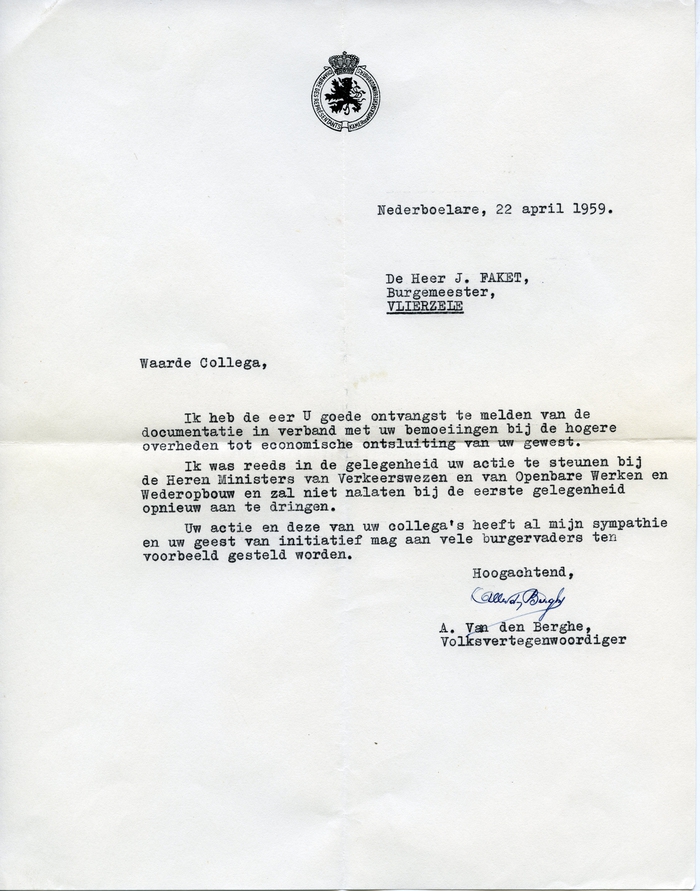 CHAMBRE DES REPRESENTANTS
Nederboelare, 22 april 1959.
De Heer J. FAKET,
Burgemeester,
VLIERZELE
Waarde Collega,
Ik heb de eer U goede ontvangst te melden van de
documentatie in verband met uw bemoeiingen bij de hogere
overheden tot economische ontsluiting van uw gewest.
Ik was reeds in de gelegenheid uw actie te steunen bij
de Heren Ministers van Verkeerswezen en van Openbare Werken en
Wederopbouw en zal niet nalaten bij de eerste gelegenheid
opnieuw aan te dringen.
Uw actie en deze van uw collega's heeft al mijn sympathie
en uw geest van initiatief mag aan vele burgervaders ten
voorbeeld gesteld worden.
Hoogachtend,
A. Van den Berghe,
Volksvertegenwoordiger